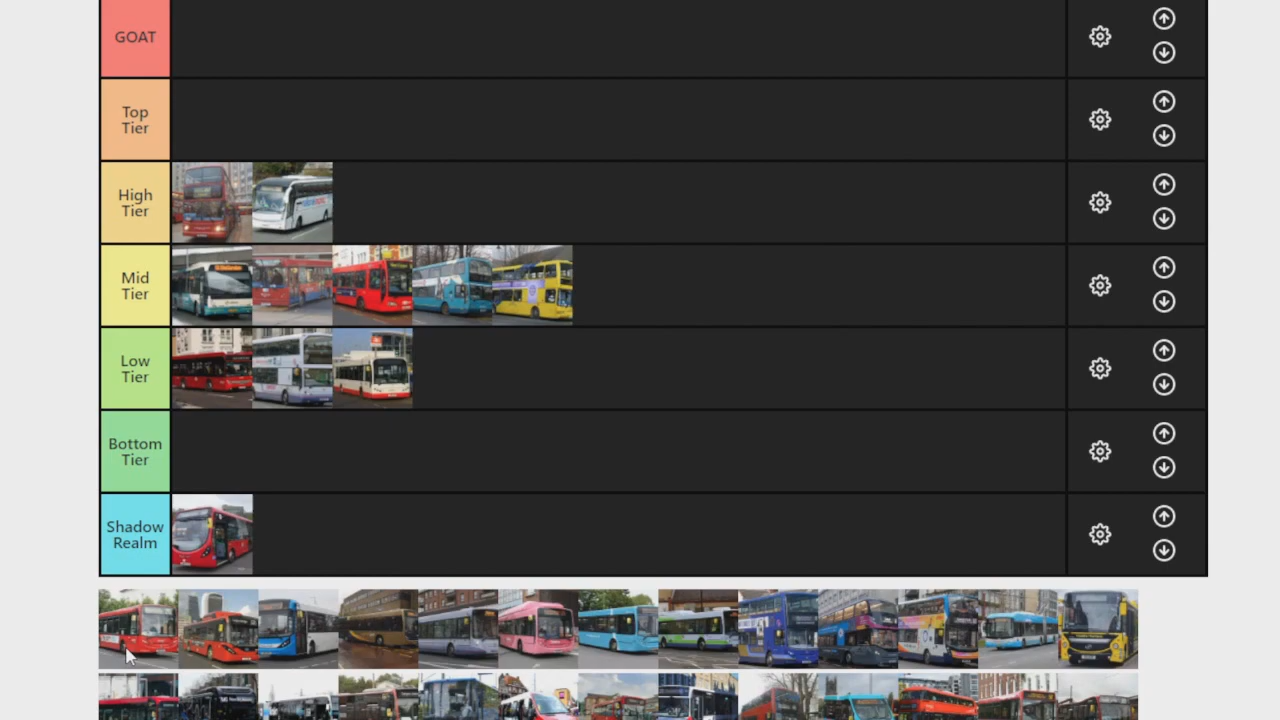 GOAT
Top
Tier
High
Tier
Mid
Tier
Low
Tier
Bottom
Tier
Shadow
Realm